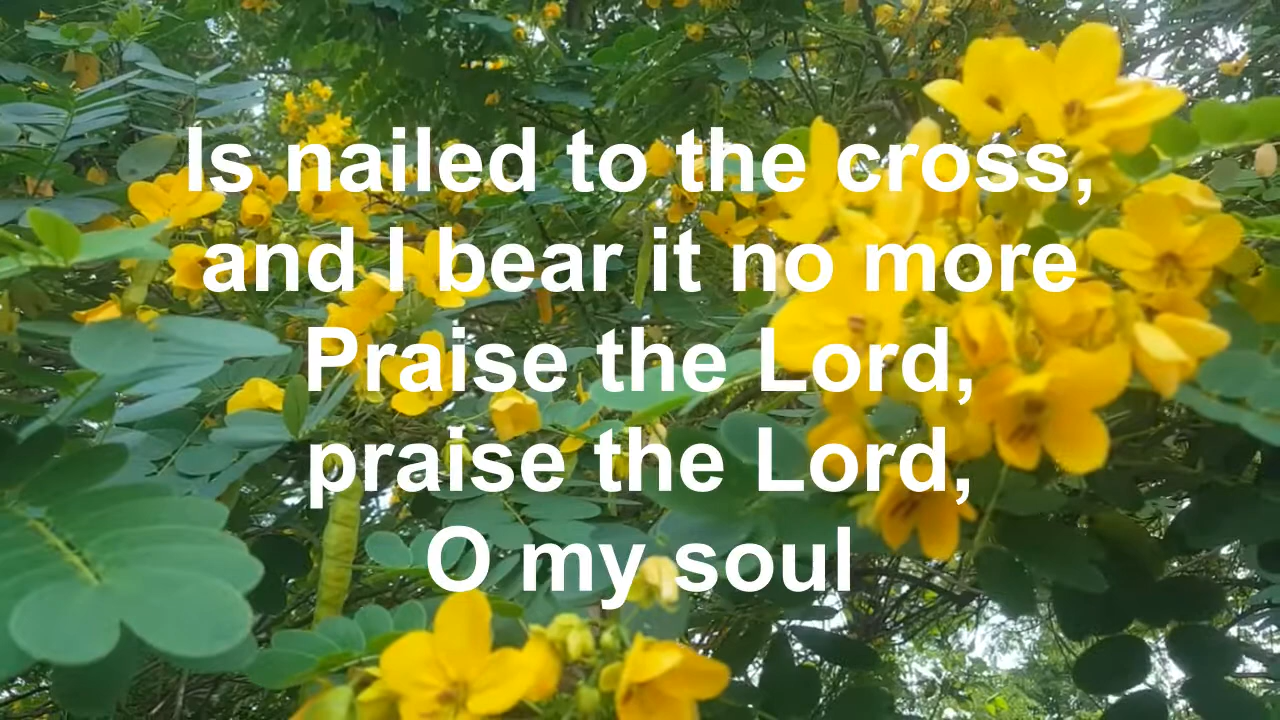 Is nailed to the cross,
and I bear it no more
Praise the Lord,
praise the Lord,
O my soul